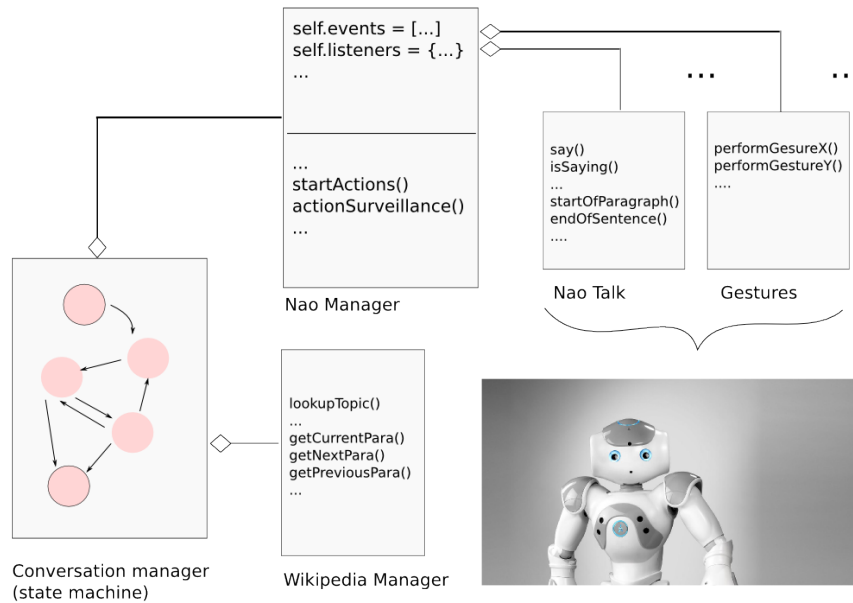 self.events = [...]
self.listeners = {...}
...
...
startActions()
actionSurveillance()
...
Nao Manager
say()
isSaying()
...
startOfParagraph()
endOfSentence()
....
Nao Talk
...
performGesureX()
performGestureY()
....
Gestures
..
lookupTopic()
...
getCurrentPara()
getNextPara()
getPreviousPara()
...
Wikipedia Manager
Conversation manager
(state machine)